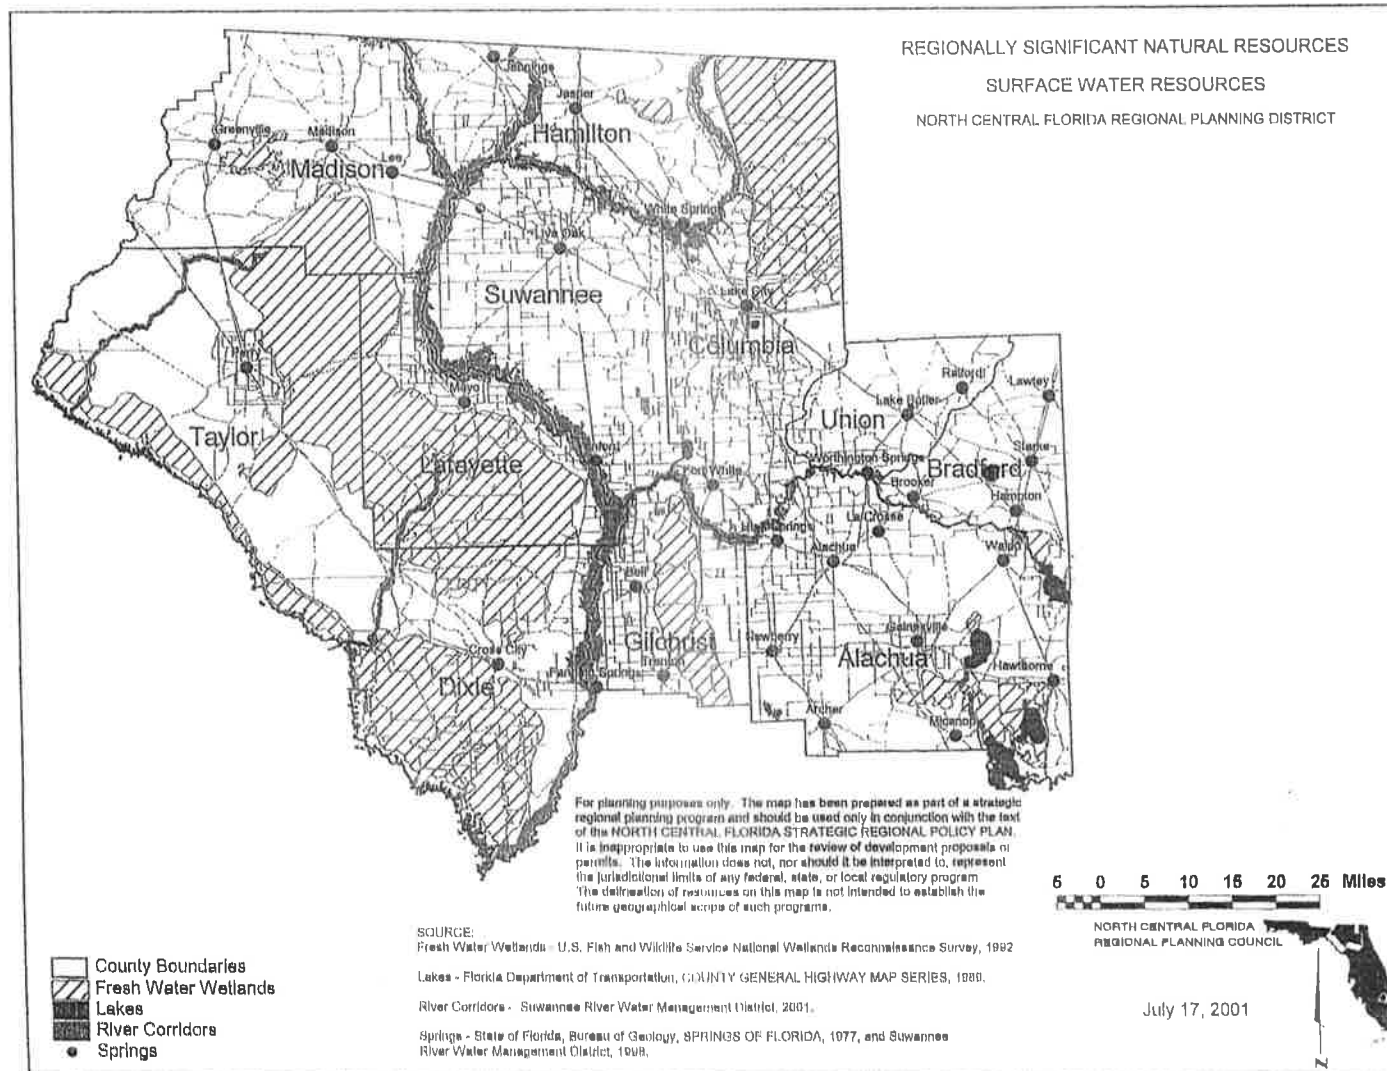 REGIONALLY SIGNIFICANT NATURAL RESOURCES
SURFACE WATER RESOURCES
NORTH CENTRAL FLORIDA REGIONAL PLANNING DISTRICT
Jennings
Jasper
Hamilton
Greenville
Madison
Lee
Madison
White Springs
Live Oak
Suwannee
Lake City
Columbia
Perry
Mayo
Raiford
Lawtey
Lake Butler
Union
Taylor
Lafayette
Fort White
Worthington Springs
Bradford
Starke
Brooker
Hampton
High Springs
La Crosse
Alachua
Waldo
Bell
Gilchrist
Newberry
Gainesville
Alachua
Hawthorne
Cross City
Trenton
Fanning Springs
Dixie
Archer
Micanop
For planning purposes only. The map has been prepared as part of a strategic
regional planning program and should be used only in conjunction with the text
of the NORTH CENTRAL FLORIDA STRATEGIC REGIONAL POLICY PLAN.
It is inappropriate to use this map for the review of development proposals or
permits. The information does not, nor should it be interpreted to, represent
the jurisdictional limits of any federal, state, or local regulatory program
The delineation of resources on this map is not intended to establish the
future geographical scope of such programs.
5 0 5 10 15 20 25 Miles
NORTH CENTRAL FLORIDA
REGIONAL PLANNING COUNCIL
SOURCE:
Fresh Water Wetlands - U.S. Fish and Wildlife Service National Wetlands Reconnaissance Survey, 1992
Lakes - Florida Department of Transportation, COUNTY GENERAL HIGHWAY MAP SERIES, 1989.
River Corridors - Suwannee River Water Management District, 2001.
Springs - State of Florida, Bureau of Geology, SPRINGS OF FLORIDA, 1977, and Suwannee
River Water Management District, 1998.
County Boundaries
Fresh Water Wetlands
Lakes
River Corridors
Springs
July 17, 2001
N